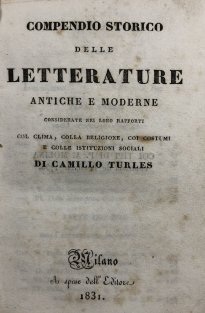 COMPENDIO STORICO
DELLE
LETTERATURE
ANTICHE E MODERNE
CONSIDERATE NEI LORO RAPPORTI
COL CLIMA, COLLA RELIGIONE, COI COSTUMI
E COLLE ISTITUZIONI SOCIALI
DI CAMILLO TURLES
Milano
A spese dell' Editore
1831.